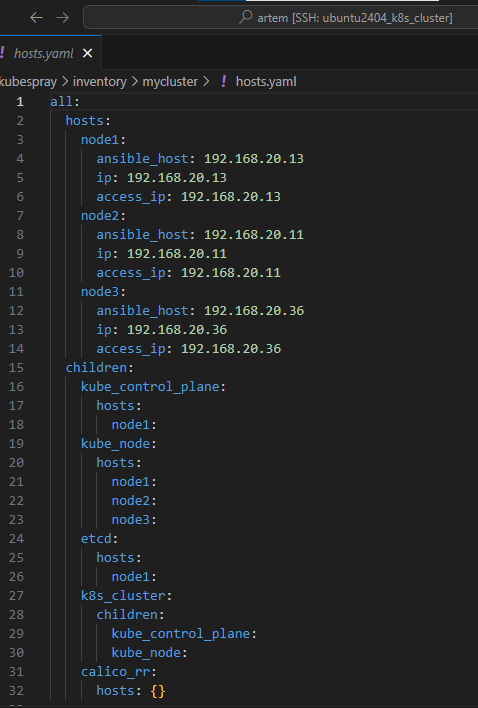 artem [SSH: ubuntu2404_k8s_cluster]
! hosts.yaml
kubespray > inventory > mycluster > ! hosts.yaml
1 all:
2 hosts:
3 node1:
4 ansible_host: 192.168.20.13
5 ip: 192.168.20.13
6 access_ip: 192.168.20.13
7 node2:
8 ansible_host: 192.168.20.11
9 ip: 192.168.20.11
10 access_ip: 192.168.20.11
11 node3:
12 ansible_host: 192.168.20.36
13 ip: 192.168.20.36
14 access_ip: 192.168.20.36
15 children:
16 kube_control_plane:
17 hosts:
18 node1:
19 kube_node:
20 hosts:
21 node1:
22 node2:
23 node3:
24 etcd:
25 hosts:
26 node1:
27 k8s_cluster:
28 children:
29 kube_control_plane:
30 kube_node:
31 calico_rr:
32 hosts: {}